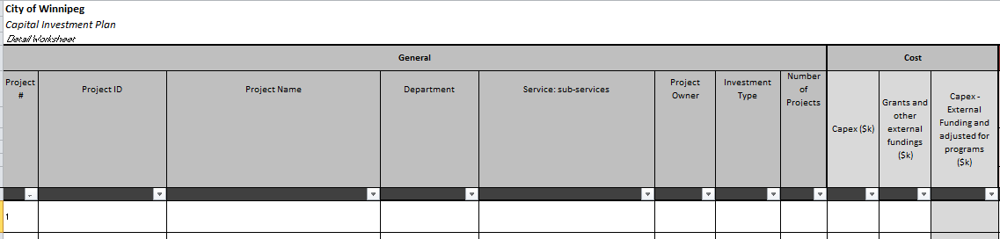 City of Winnipeg
Capital Investment Plan
Detail Worksheet
General
Cost
Project
#
Project ID
Project Name
Department
Service: sub-services
Project
Owner
Investment
Type
Number
of
Projects
Capex ($k)
Grants and
other
external
fundings
($k)
Capex -
External
Funding and
adjusted for
programs
($k)
1